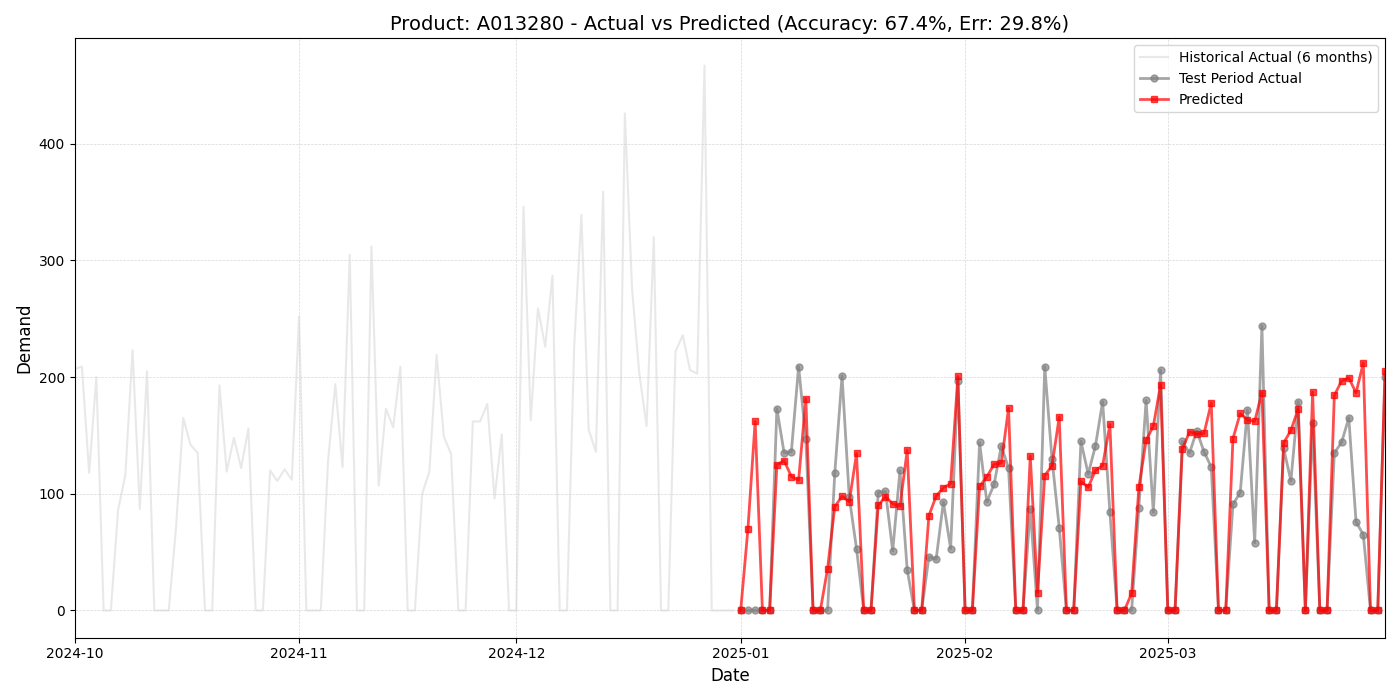 Product: A013280 - Actual vs Predicted (Accuracy: 67.4%, Err: 29.8%)
Historical Actual (6 months)
Test Period Actual
Predicted
Demand
400
300
200
100
0
2024-10
2024-11
2024-12
2025-01
2025-02
2025-03
Date